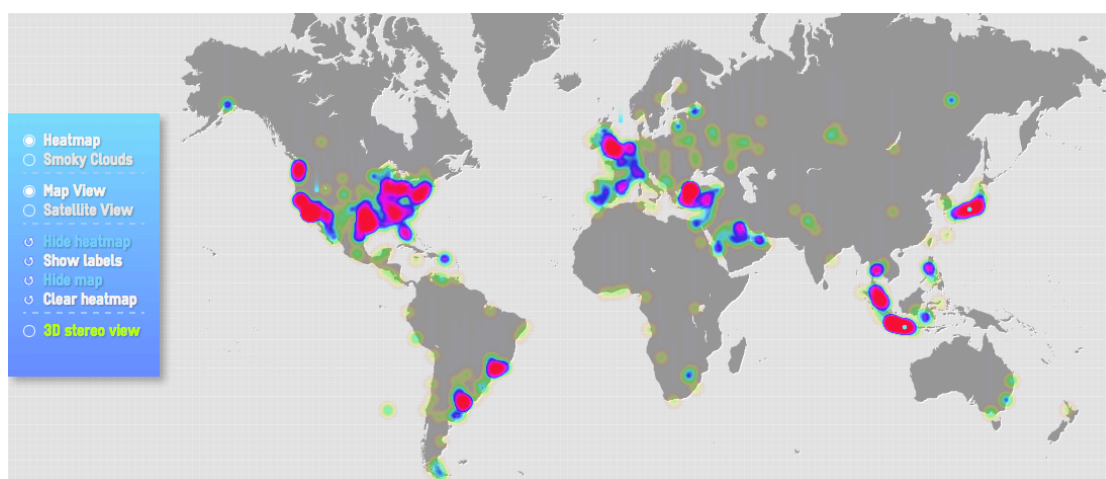 Heatmap
Smoky Clouds
Map View
Satellite View
Hide heatmap
Show labels
Hide map
Clear heatmap
3D stereo view